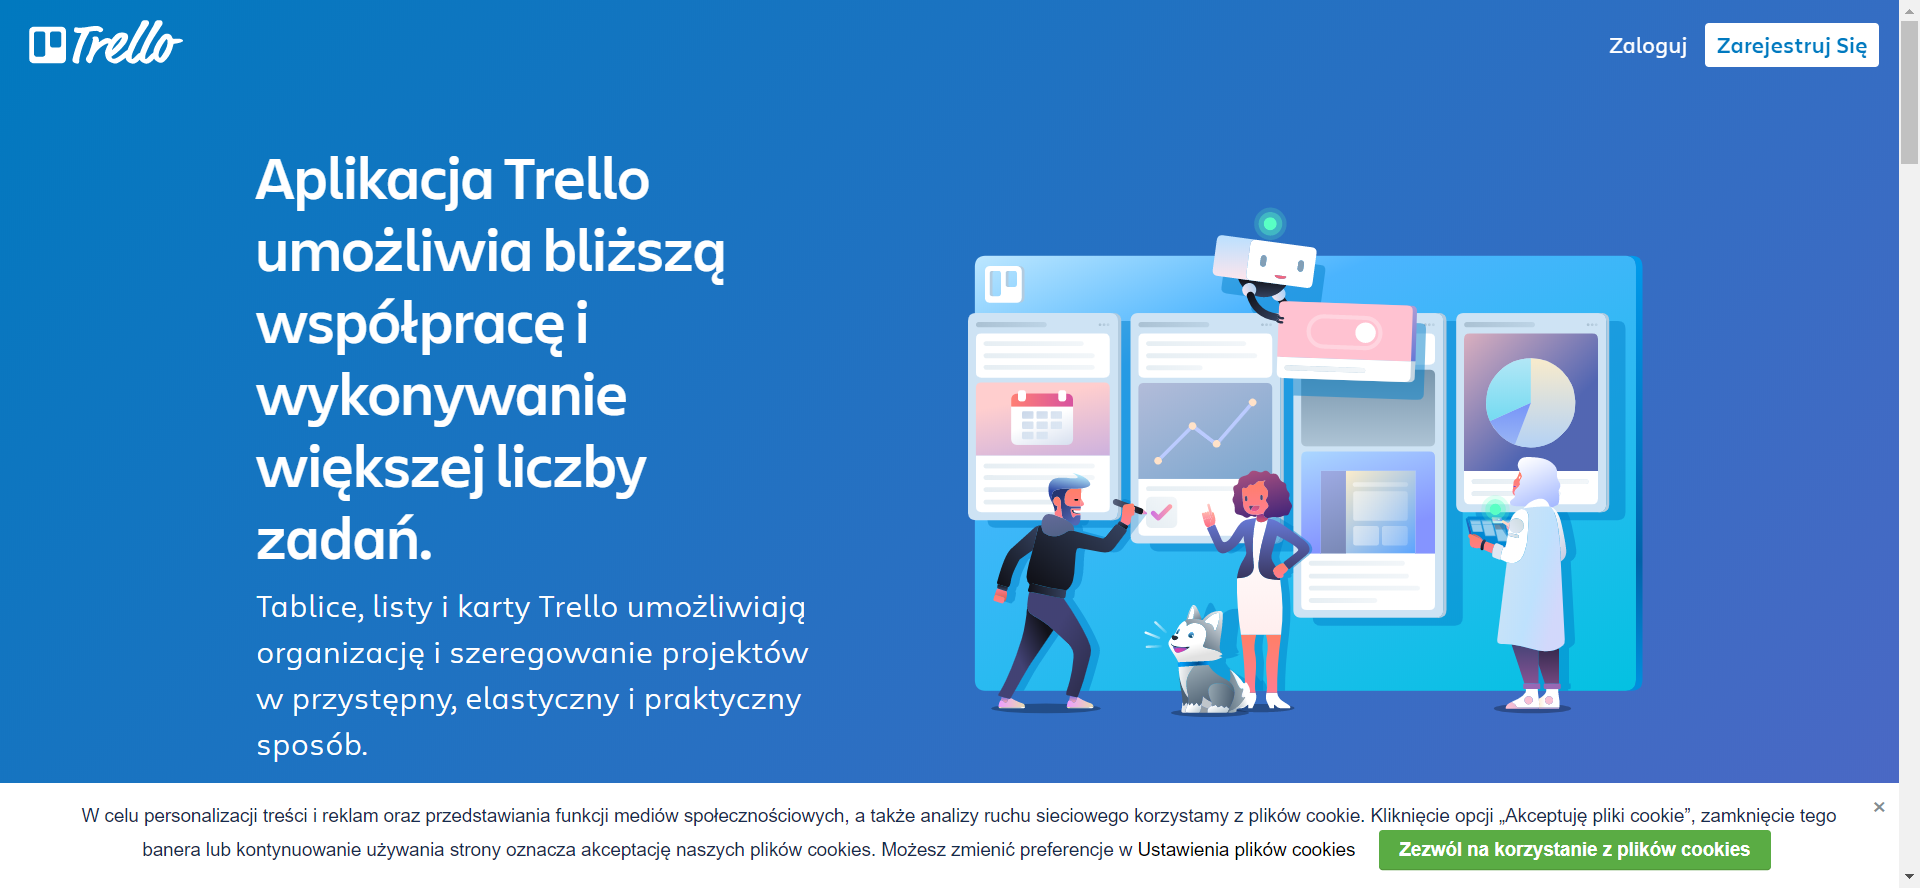 Trello
Zaloguj
Zarejestruj Się
Aplikacja Trello
umożliwia bliższą
współpracę i
wykonywanie
większej liczby
zadań.
Tablice, listy i karty Trello umożliwiają
organizację i szeregowanie projektów
w przystępny, elastyczny i praktyczny
sposób.
W celu personalizacji treści i reklam oraz przedstawiania funkcji mediów społecznościowych, a także analizy ruchu sieciowego korzystamy z plików cookie. Kliknięcie opcji „Akceptuję pliki cookie”, zamknięcie tego
banera lub kontynuowanie używania strony oznacza akceptację naszych plików cookies. Możesz zmienić preferencje w Ustawienia plików cookies
Zezwól na korzystanie z plików cookies